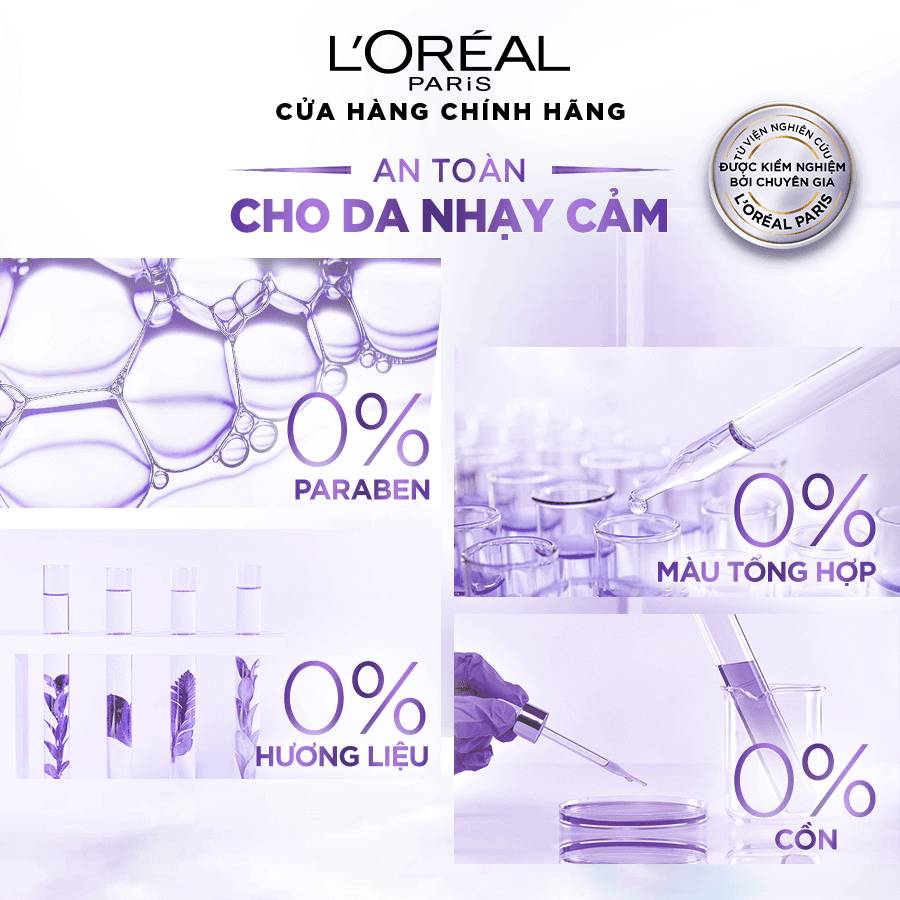 L'ORÉAL
PARiS
CỬA HÀNG CHÍNH HÃNG
AN TOÀN
CHO DA NHẠY CẢM
TỪ VIỆN NGHIÊN CỨU
ĐƯỢC KIỂM NGHIỆM
BỞI CHUYÊN GIA
L'ORÉAL PARIS
0%
PARABEN
0%
MÀU TỔNG HỢP
0%
HƯƠNG LIỆU
0%
CỒN